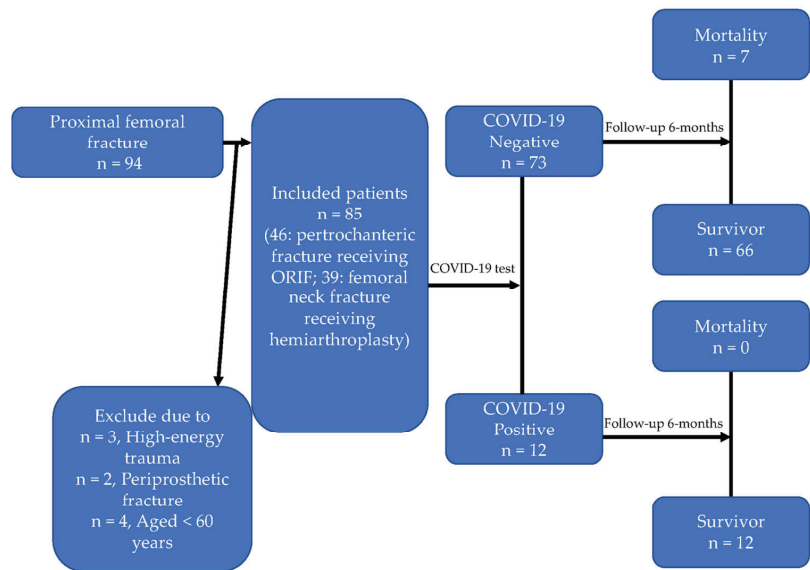 Proximal femoral
fracture
n = 94
Exclude due to
n = 3, High-energy
trauma
n = 2, Periprosthetic
fracture
n = 4, Aged < 60
years
Included patients
n = 85
(46: pertrochanteric
fracture receiving
ORIF; 39: femoral
neck fracture
receiving
hemiarthroplasty)
COVID-19 test
COVID-19
Negative
n = 73
Follow-up 6-months
Mortality
n = 7
Survivor
n = 66
COVID-19
Positive
n = 12
Follow-up 6-months
Mortality
n = 0
Survivor
n = 12